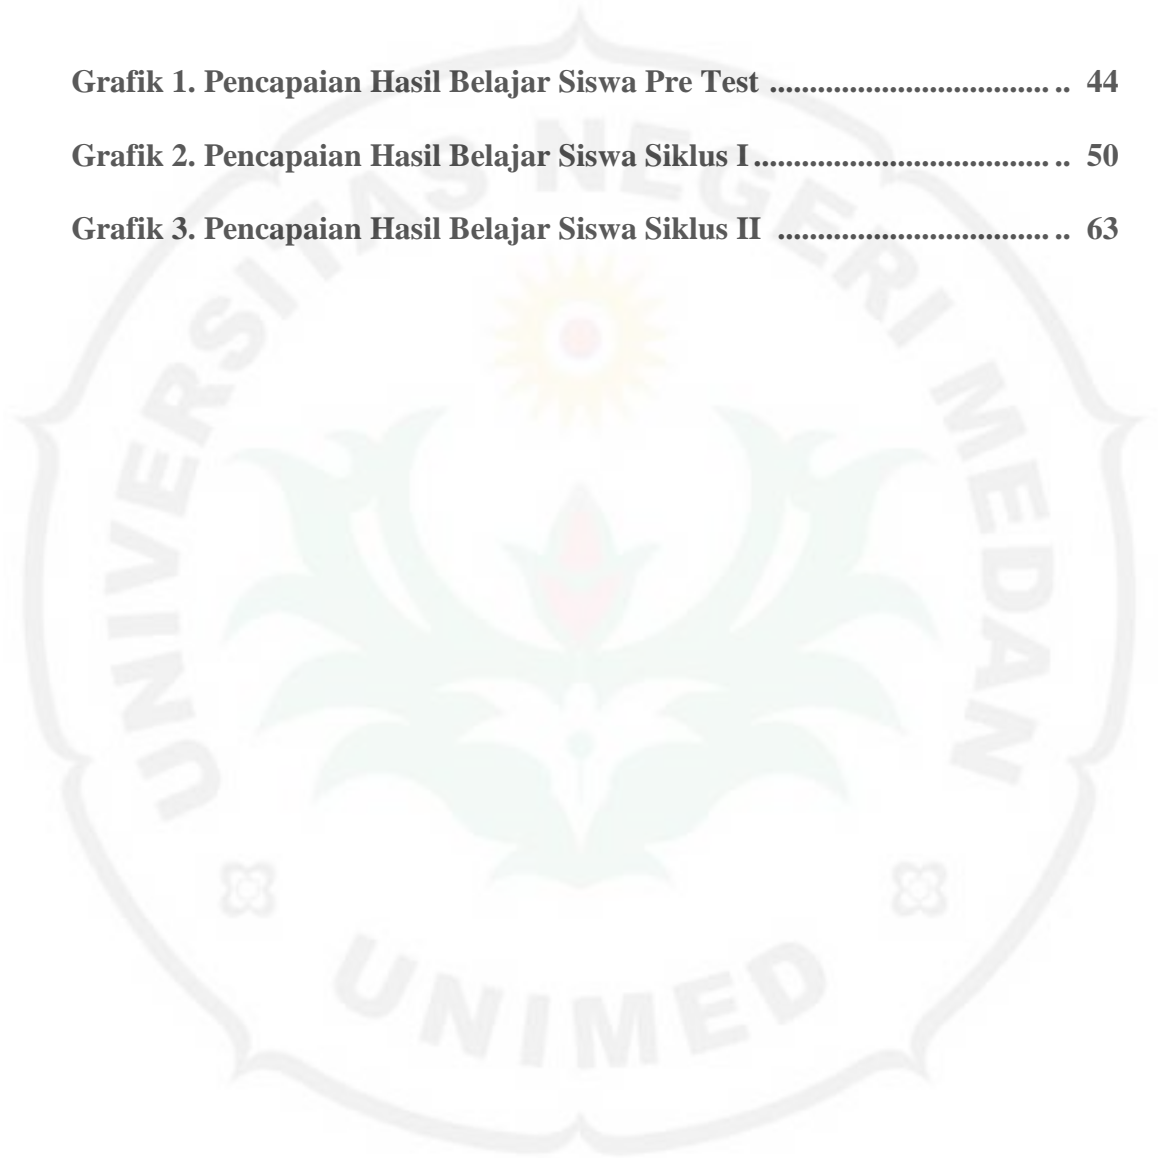 Grafik 1. Pencapaian Hasil Belajar Siswa Pre Test ................................... .. 44
Grafik 2. Pencapaian Hasil Belajar Siswa Siklus I ..................................... .. 50
Grafik 3. Pencapaian Hasil Belajar Siswa Siklus II .................................. .. 63
UNIVERSITAS NEGERI MEDAN
UNIMED